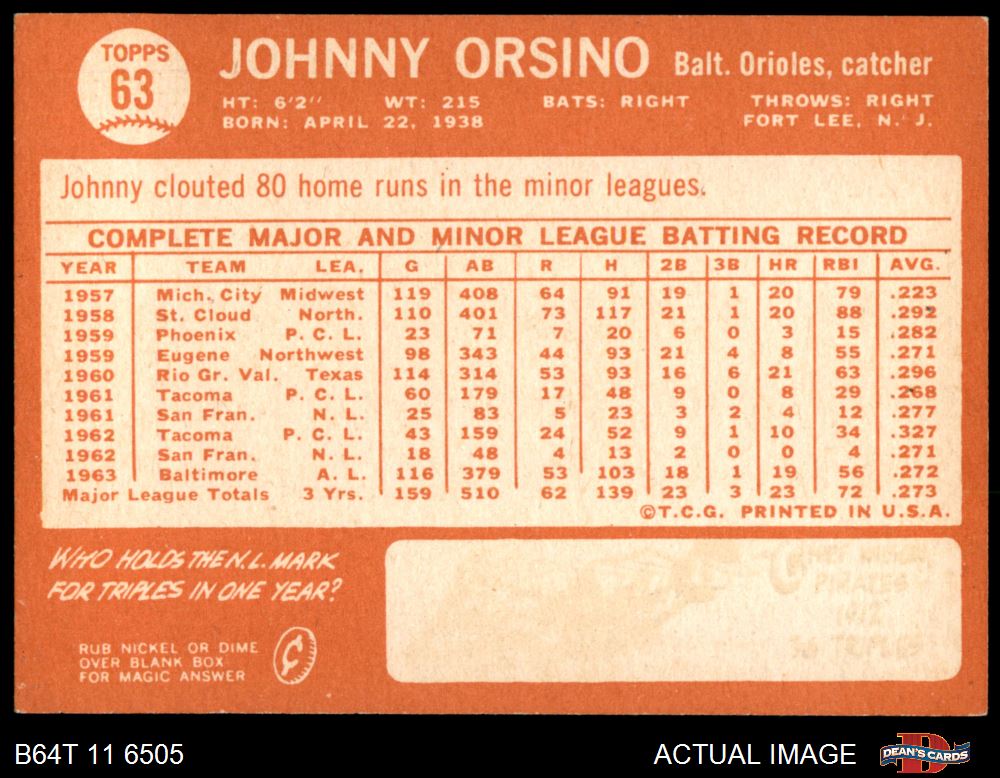 TOPPS
63
JOHNNY ORSINO Balt. Orioles, catcher
HT: 6'2" WT: 215 BATS: RIGHT THROWS: RIGHT
BORN: APRIL 22, 1938 FORT LEE, N. J.
Johnny clouted 80 home runs in the minor leagues.
COMPLETE MAJOR AND MINOR LEAGUE BATTING RECORD
YEAR TEAM LEA. G AB R H 2B 3B HR RBI AVG.
1957 Mich. City Midwest 119 408 64 91 19 1 20 79 .223
1958 St. Cloud North. 110 401 73 117 21 1 20 88 .292
1959 Phoenix P. C. L. 23 71 7 20 6 0 3 15 .282
1959 Eugene Northwest 98 343 44 93 21 4 8 55 .271
1960 Rio Gr. Val. Texas 114 314 53 93 16 6 21 63 .296
1961 Tacoma P. C. L. 60 179 17 48 9 0 8 29 .268
1961 San Fran. N. L. 25 83 5 23 3 2 4 12 .277
1962 Tacoma P. C. L. 43 159 24 52 9 1 10 34 .327
1962 San Fran. N. L. 18 48 4 13 2 0 0 4 .271
1963 Baltimore A. L. 116 379 53 103 18 1 19 56 .272
Major League Totals 3 Yrs. 159 510 62 139 23 3 23 72 .273
©T.C.G. PRINTED IN U.S.A.
WHO HOLDS THE N.L. MARK
FOR TRIPLES IN ONE YEAR?
RUB NICKEL OR DIME
OVER BLANK BOX
FOR MAGIC ANSWER
¢
PIRATES
1912
36 TRIPLES
B64T 11 6505 ACTUAL IMAGE DEAN'S CARDS